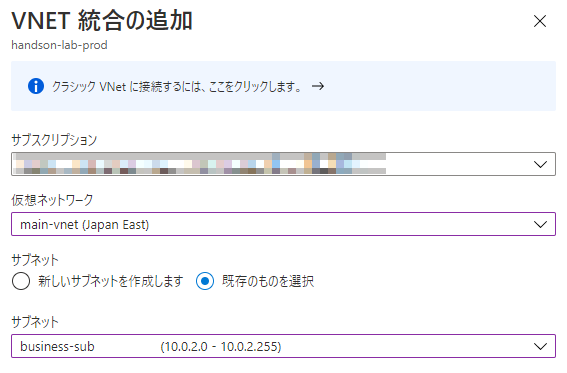 VNET 統合の追加
handson-lab-prod
クラシック VNet に接続するには、ここをクリックします。 →
サブスクリプション
仮想ネットワーク
main-vnet (Japan East)
サブネット
新しいサブネットを作成します 既存のものを選択
サブネット
business-sub (10.0.2.0 - 10.0.2.255)